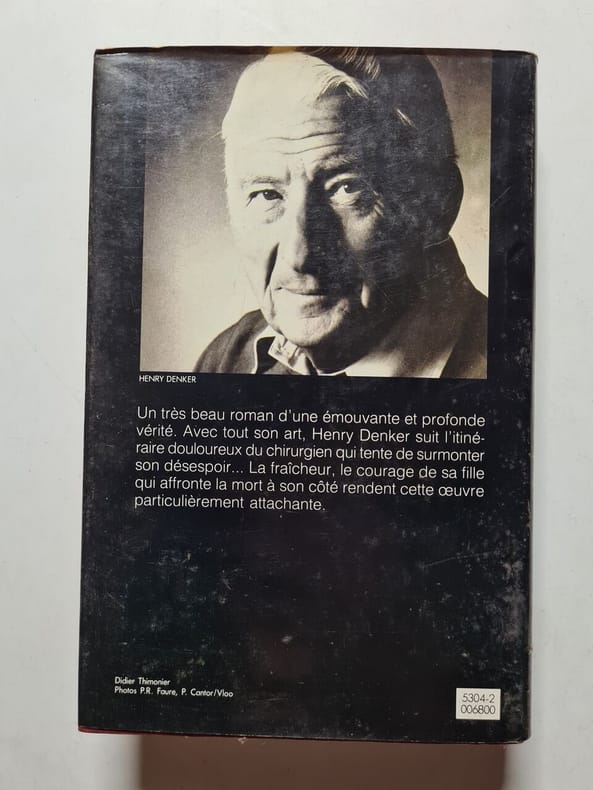 HENRY DENKER
Un très beau roman d'une émouvante et profonde
vérité. Avec tout son art, Henry Denker suit l'itiné-
raire douloureux du chirurgien qui tente de surmonter
son désespoir... La fraîcheur, le courage de sa fille
qui affronte la mort à son côté rendent cette œuvre
particulièrement attachante.
Didier Thimonier
Photos P.R. Faure, P. Cantor/Vloo
5304-2
006800